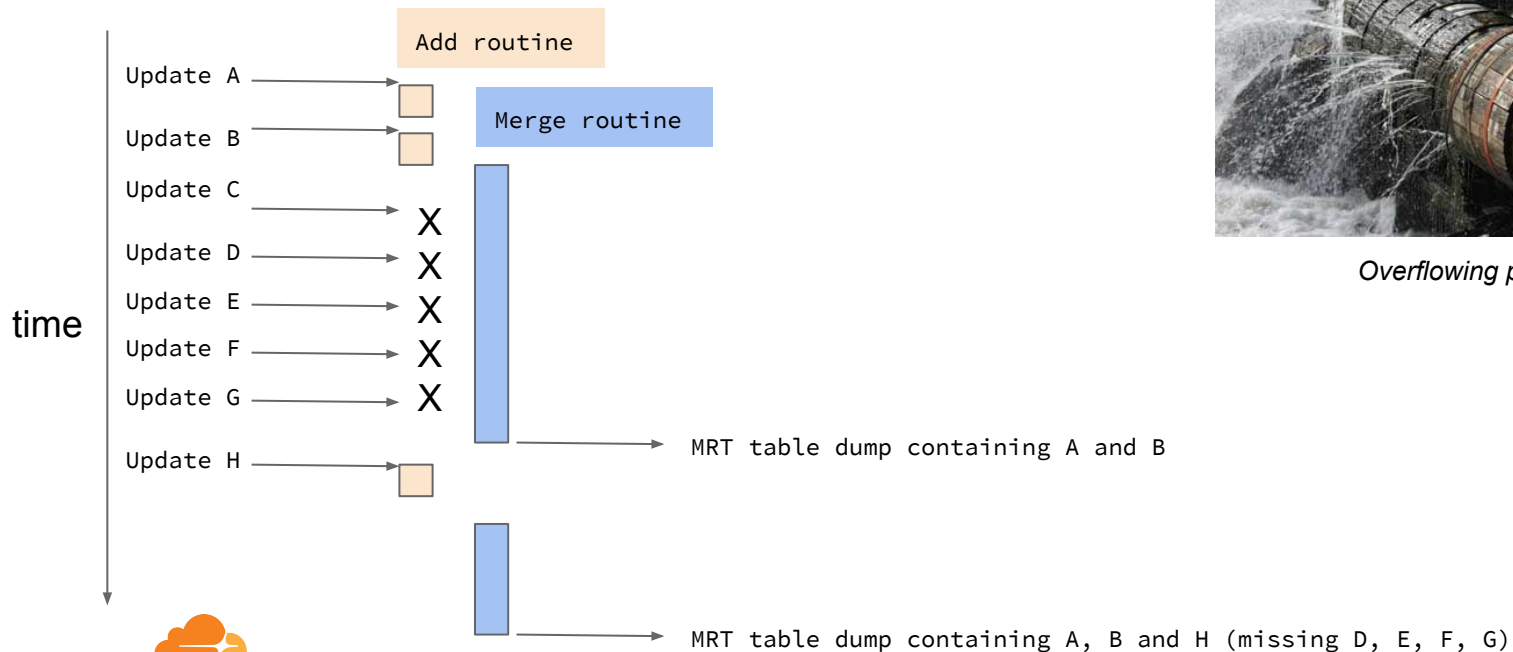 Add routine
Update A
Merge routine
Update B
Update C
X
Update D
X
Update E
X
time
Update F
X
Update G
X
MRT table dump containing A and B
Update H
MRT table dump containing A, B and H (missing D, E, F, G)
Overflowing